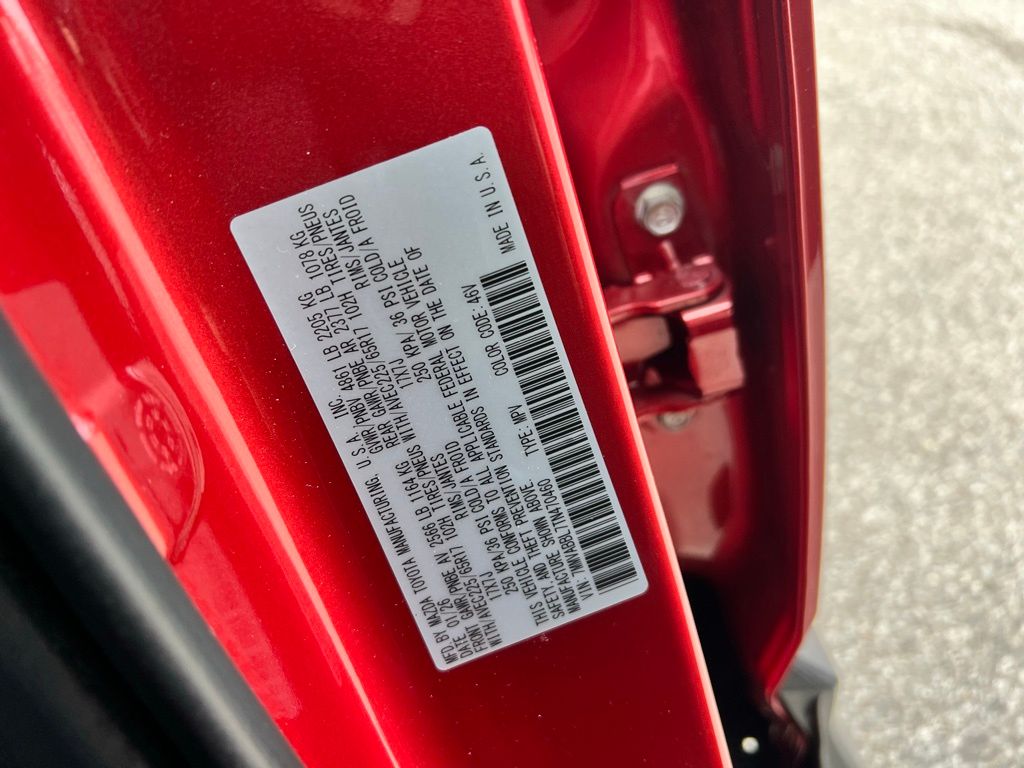 MFD BY MAZDA TOYOTA MANUFACTURING, U.S.A., INC.
DATE: 01/26 GVWR/PNBV 4861 LB 2205 KG
FRONT GAWR/PNBE AV 2566 LB 1164 KG REAR GAWR/PNBE AR 2377 LB 1078 KG
WITH/AVEC225/65R17 102H TIRES/PNEUS WITH/AVEC225/65R17 102H TIRES/PNEUS
17X7J RIMS/JANTES 17X7J RIMS/JANTES
250 KPA/36 PSI COLD/A FROID 250 KPA/36 PSI COLD/A FROID
THIS VEHICLE CONFORMS TO ALL APPLICABLE FEDERAL MOTOR VEHICLE
SAFETY, AND THEFT PREVENTION STANDARDS IN EFFECT ON THE DATE OF
MANUFACTURE SHOWN ABOVE.
VIN: 7MMVABBL7TN470460 TYPE: MPV COLOR CODE: 46V MADE IN U.S.A.